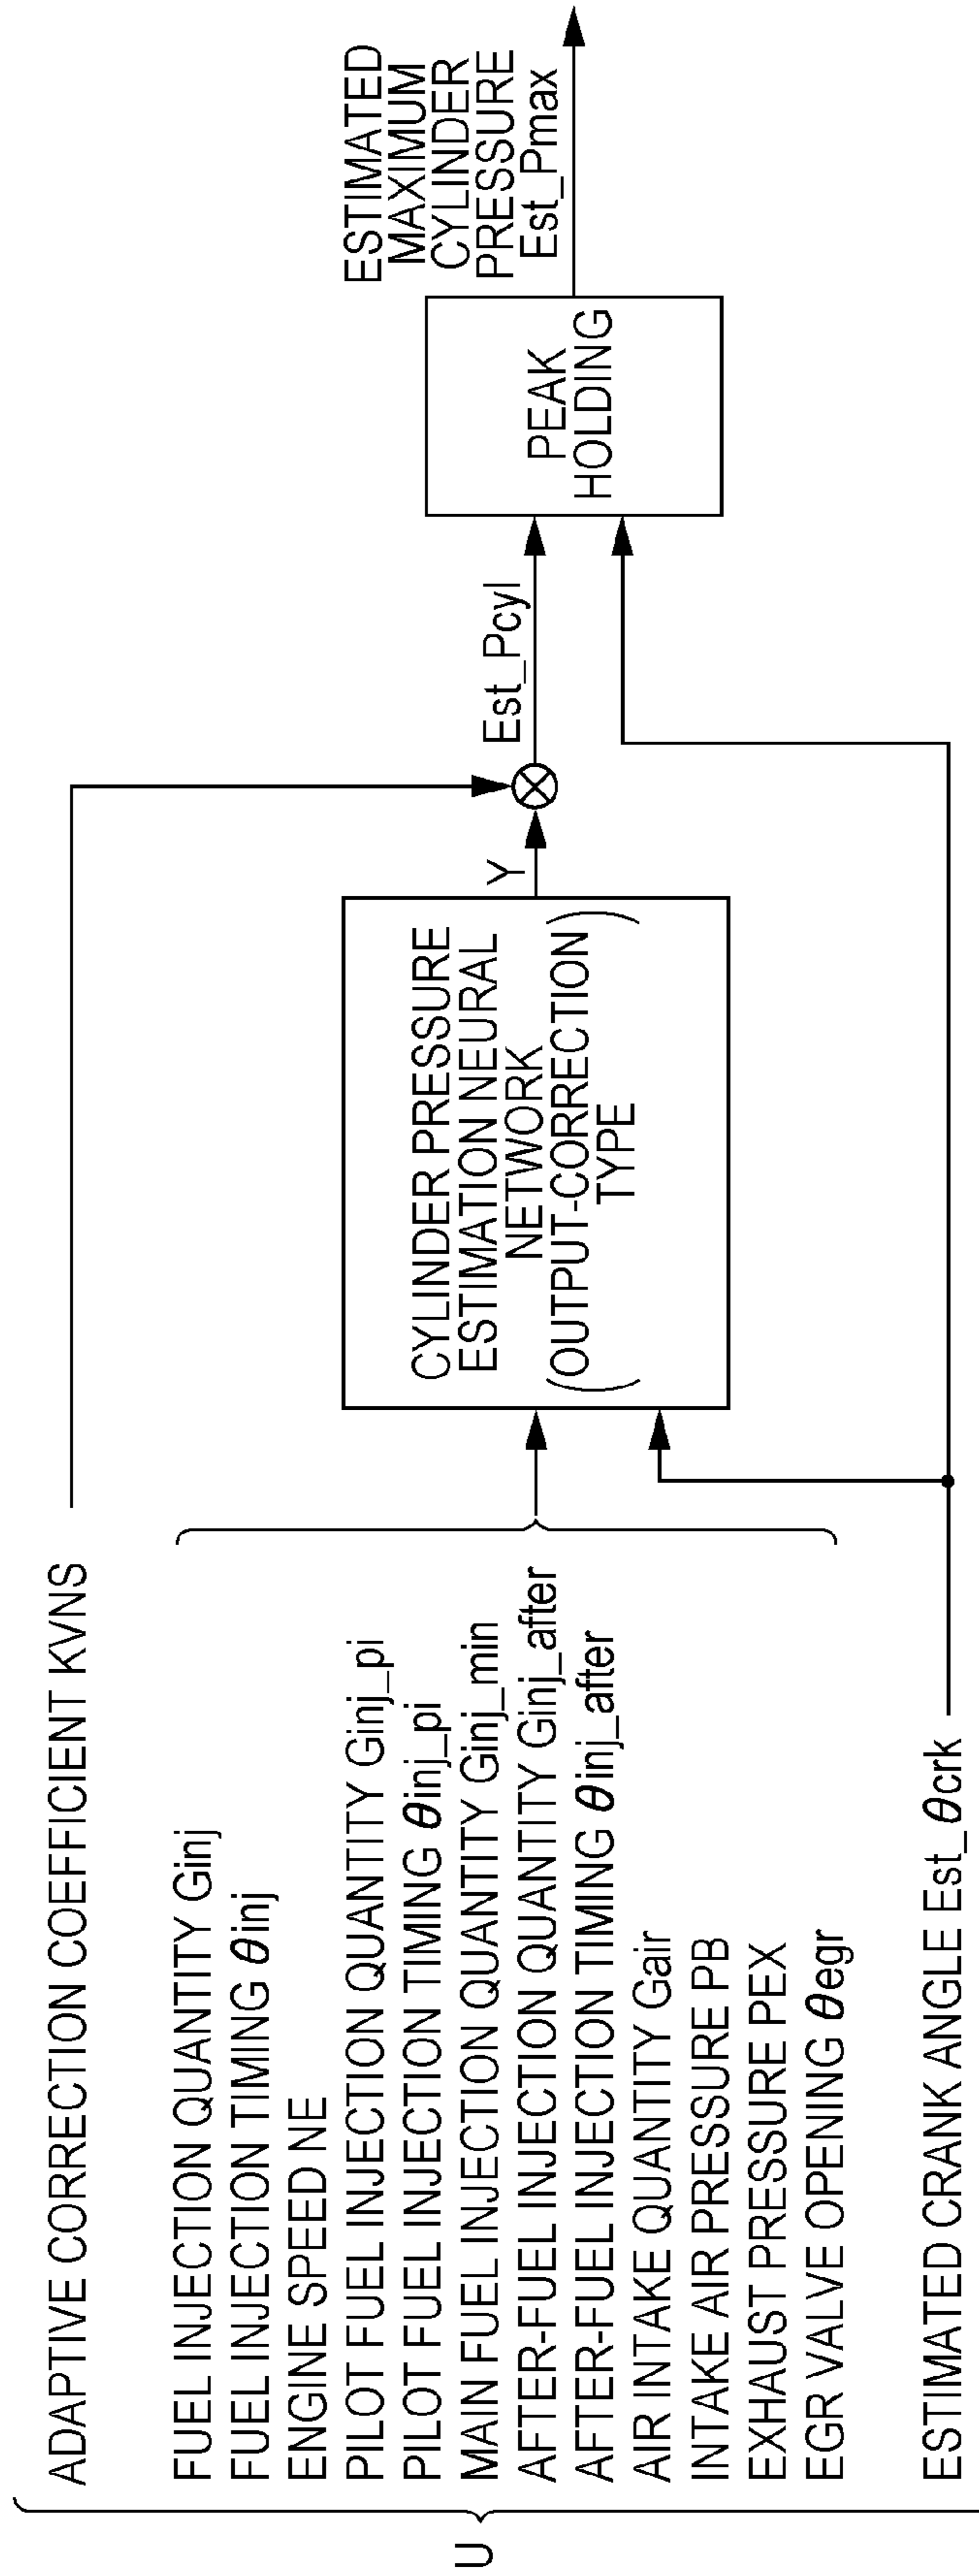 U
ADAPTIVE CORRECTION COEFFICIENT KVNS
FUEL INJECTION QUANTITY Ginj
FUEL INJECTION TIMING θinj
ENGINE SPEED NE
PILOT FUEL INJECTION QUANTITY Ginj_pi
PILOT FUEL INJECTION TIMING θinj_pi
MAIN FUEL INJECTION QUANTITY Ginj_min
AFTER-FUEL INJECTION QUANTITY Ginj_after
AFTER-FUEL INJECTION TIMING θinj_after
AIR INTAKE QUANTITY Gair
INTAKE AIR PRESSURE PB
EXHAUST PRESSURE PEX
EGR VALVE OPENING θegr
ESTIMATED CRANK ANGLE Est_θcrk
CYLINDER PRESSURE
ESTIMATION NEURAL
NETWORK
(OUTPUT-CORRECTION
TYPE)
Y
Est_Pcyl
PEAK
HOLDING
ESTIMATED
MAXIMUM
CYLINDER
PRESSURE
Est_Pmax